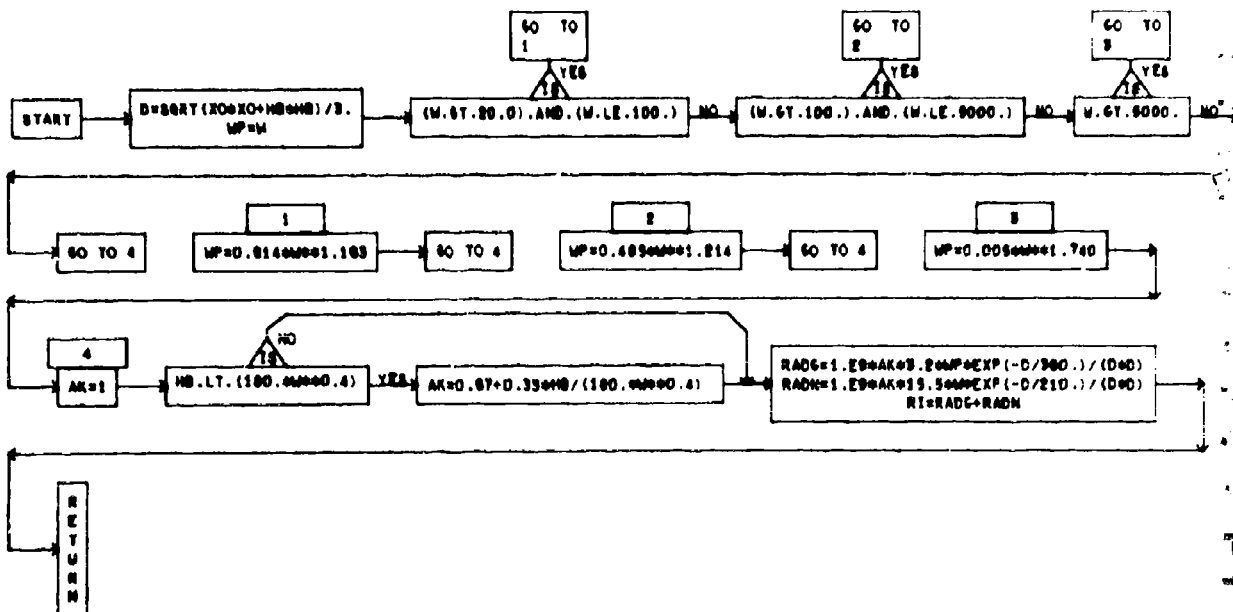 GO TO
1
GO TO
2
GO TO
3
YES
YES
YES
IS
IS
IS
START
D=SQRT(XO*XO+HB*HB)/3.
WP=W
(W.GT.20.0).AND.(W.LE.100.)
NO
(W.GT.100.).AND.(W.LE.5000.)
NO
W.GT.5000.
NO
1
2
3
GO TO 4
WP=0.614*W**1.163
GO TO 4
WP=0.485*W**1.214
GO TO 4
WP=0.005*W**1.740
4
NO
IS
AK=1
HB.LT.(180.*W**0.4)
YES
AK=0.67+0.33*HB/(180.*W**0.4)
RADG=1.E9*AK*3.2*WP*EXP(-D/300.)/(D*D)
RADN=1.E9*AK*15.5*W*EXP(-D/210.)/(D*D)
RI=RADG+RADN
RETURN